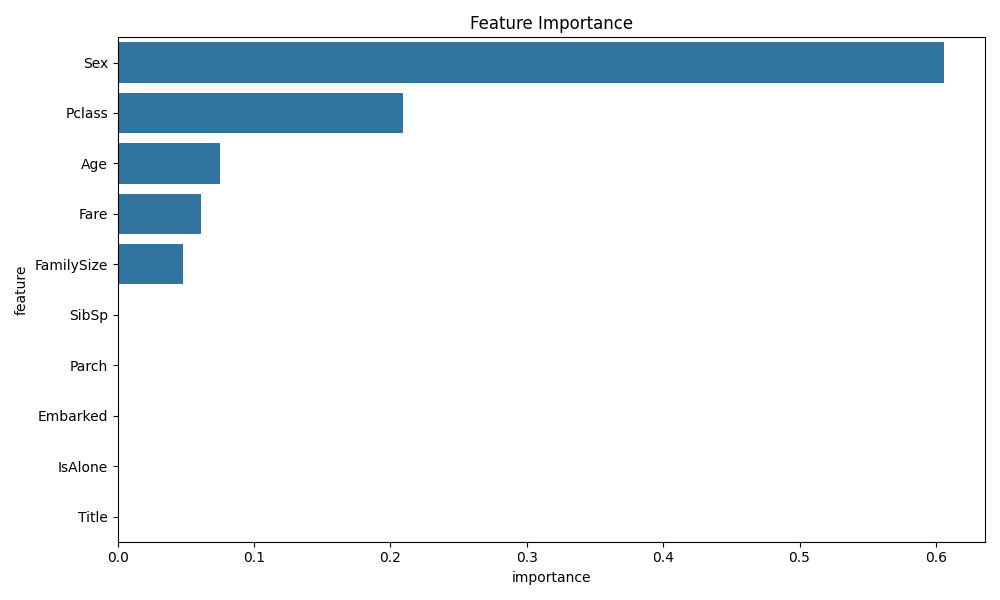 Feature Importance
Sex
Pclass
Age
Fare
FamilySize
SibSp
Parch
Embarked
IsAlone
Title
feature
0.0 0.1 0.2 0.3 0.4 0.5 0.6
importance